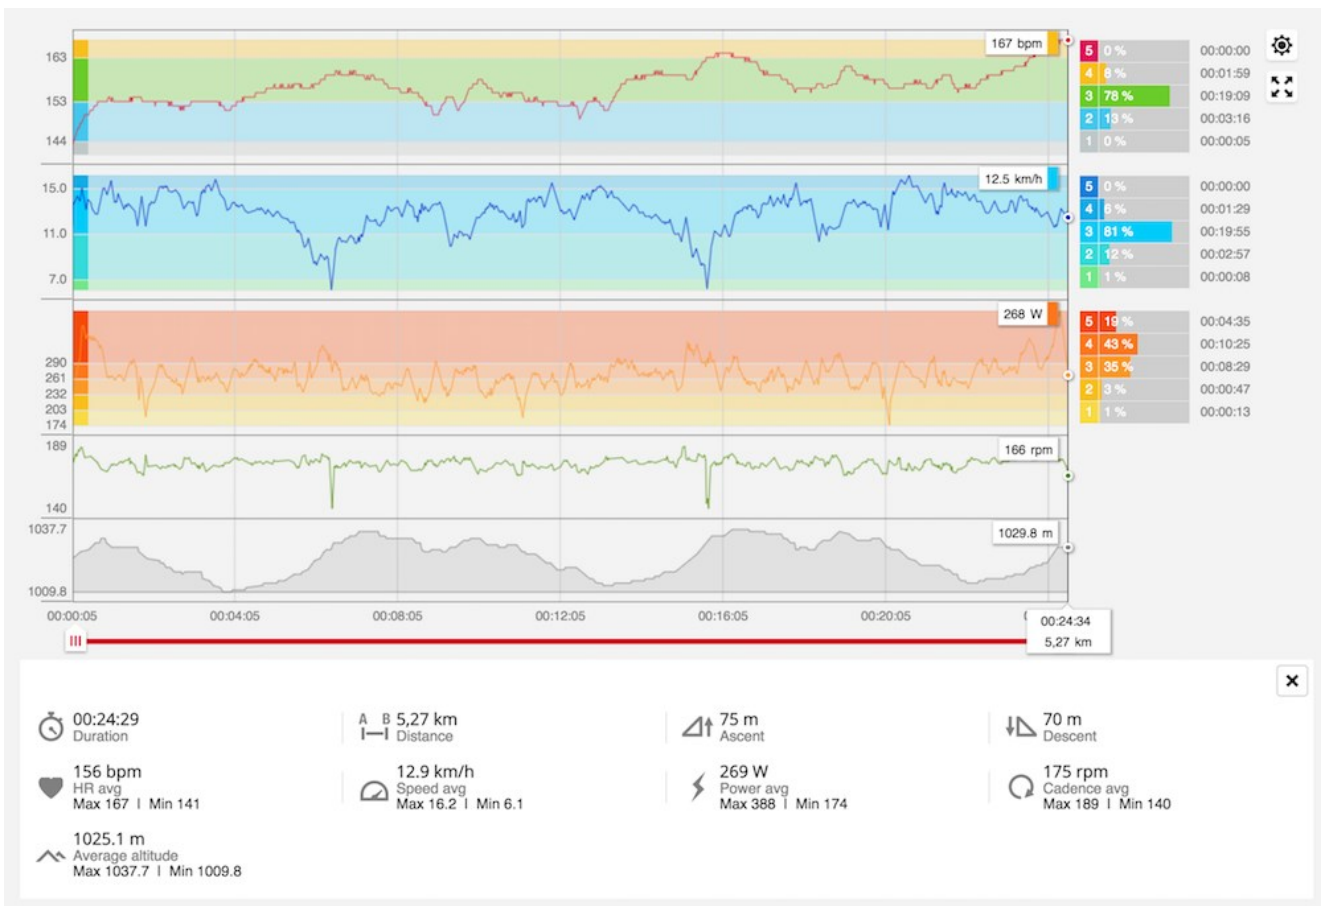 167 bpm
163
153
144
5 0 % 00:00:00
4 8 % 00:01:59
3 78 % 00:19:09
2 13 % 00:03:16
1 0 % 00:00:05
12.5 km/h
15.0
11.0
7.0
5 0 % 00:00:00
4 6 % 00:01:29
3 81 % 00:19:55
2 12 % 00:02:57
1 1 % 00:00:08
268 W
290
261
232
203
174
5 19 % 00:04:35
4 43 % 00:10:25
3 35 % 00:08:29
2 3 % 00:00:47
1 1 % 00:00:13
189
166 rpm
140
1037.7
1029.8 m
1009.8
00:00:05 00:04:05 00:08:05 00:12:05 00:16:05 00:20:05
00:24:34
5,27 km
00:24:29
Duration
A B 5,27 km
Distance
75 m
Ascent
70 m
Descent
156 bpm
HR avg
Max 167 | Min 141
12.9 km/h
Speed avg
Max 16.2 | Min 6.1
269 W
Power avg
Max 388 | Min 174
175 rpm
Cadence avg
Max 189 | Min 140
1025.1 m
Average altitude
Max 1037.7 | Min 1009.8